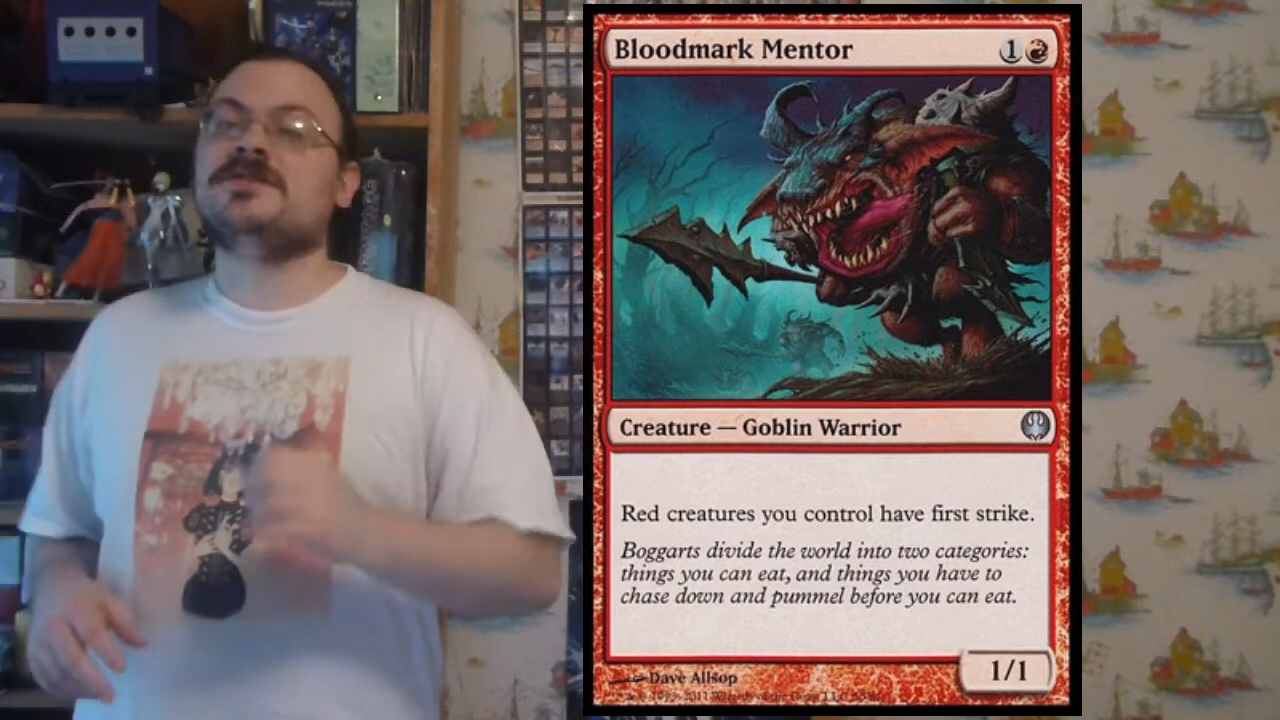 Bloodmark Mentor
1
Creature — Goblin Warrior
Red creatures you control have first strike.
Boggarts divide the world into two categories:
things you can eat, and things you have to
chase down and pummel before you can eat.
1/1
Dave Allsop